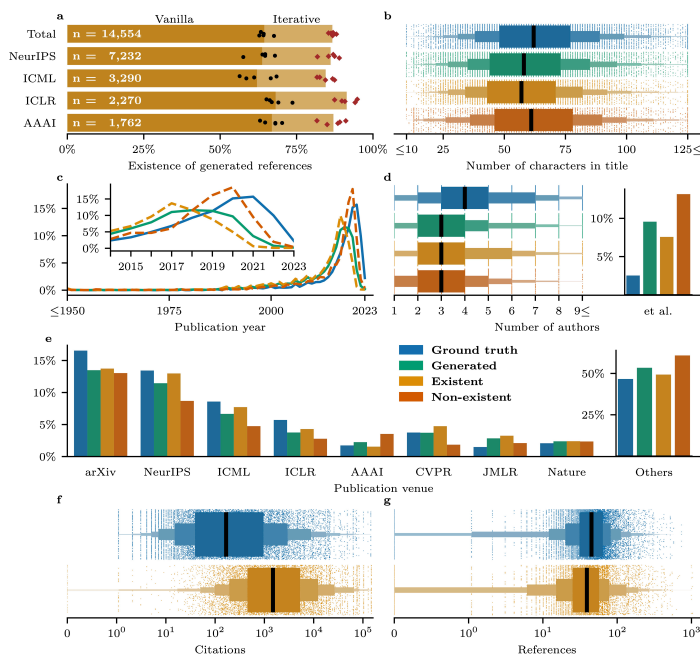 a
Vanilla
Iterative
Total
n = 14,554
NeurIPS
n = 7,232
ICML
n = 3,290
ICLR
n = 2,270
AAAI
n = 1,762
0%
25%
50%
75%
100%
Existence of generated references
b
≤10
25
50
75
100
125≤
Number of characters in title
c
15%
10%
5%
0%
15%
10%
5%
0%
2015
2017
2019
2021
2023
≤1950
1975
2000
2023
Publication year
d
1
2
3
4
5
6
7
8
9≤
Number of authors
10%
5%
et al.
e
15%
10%
5%
Ground truth
Generated
Existent
Non-existent
50%
25%
arXiv
NeurIPS
ICML
ICLR
AAAI
CVPR
JMLR
Nature
Others
Publication venue
f
0
10⁰
10¹
10²
10³
10⁴
10⁵
Citations
g
0
10⁰
10¹
10²
10³
References